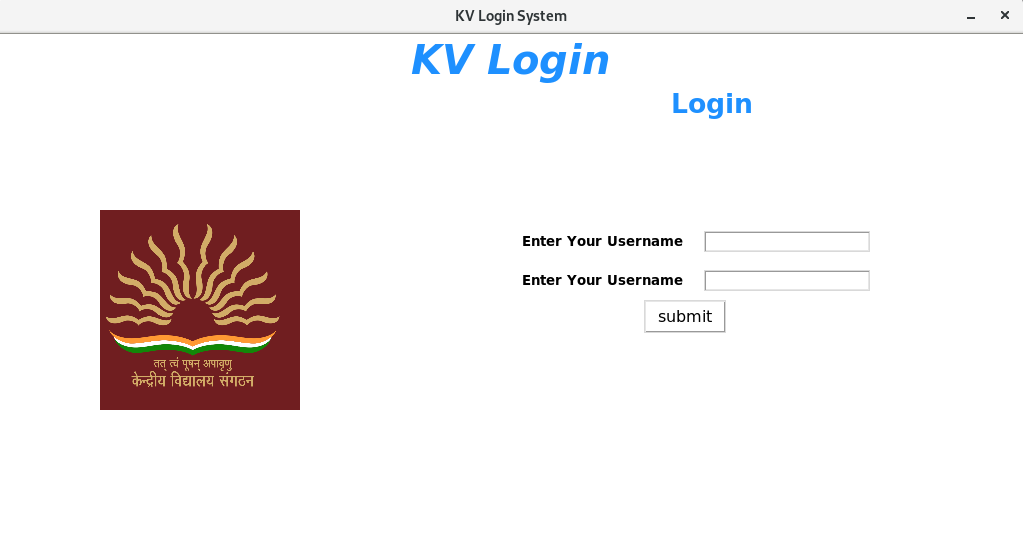 KV Login System
KV Login
Login
Enter Your Username
Enter Your Username
submit
तत् त्वं पूषन् अपावृणु
केन्द्रीय विद्यालय संगठन